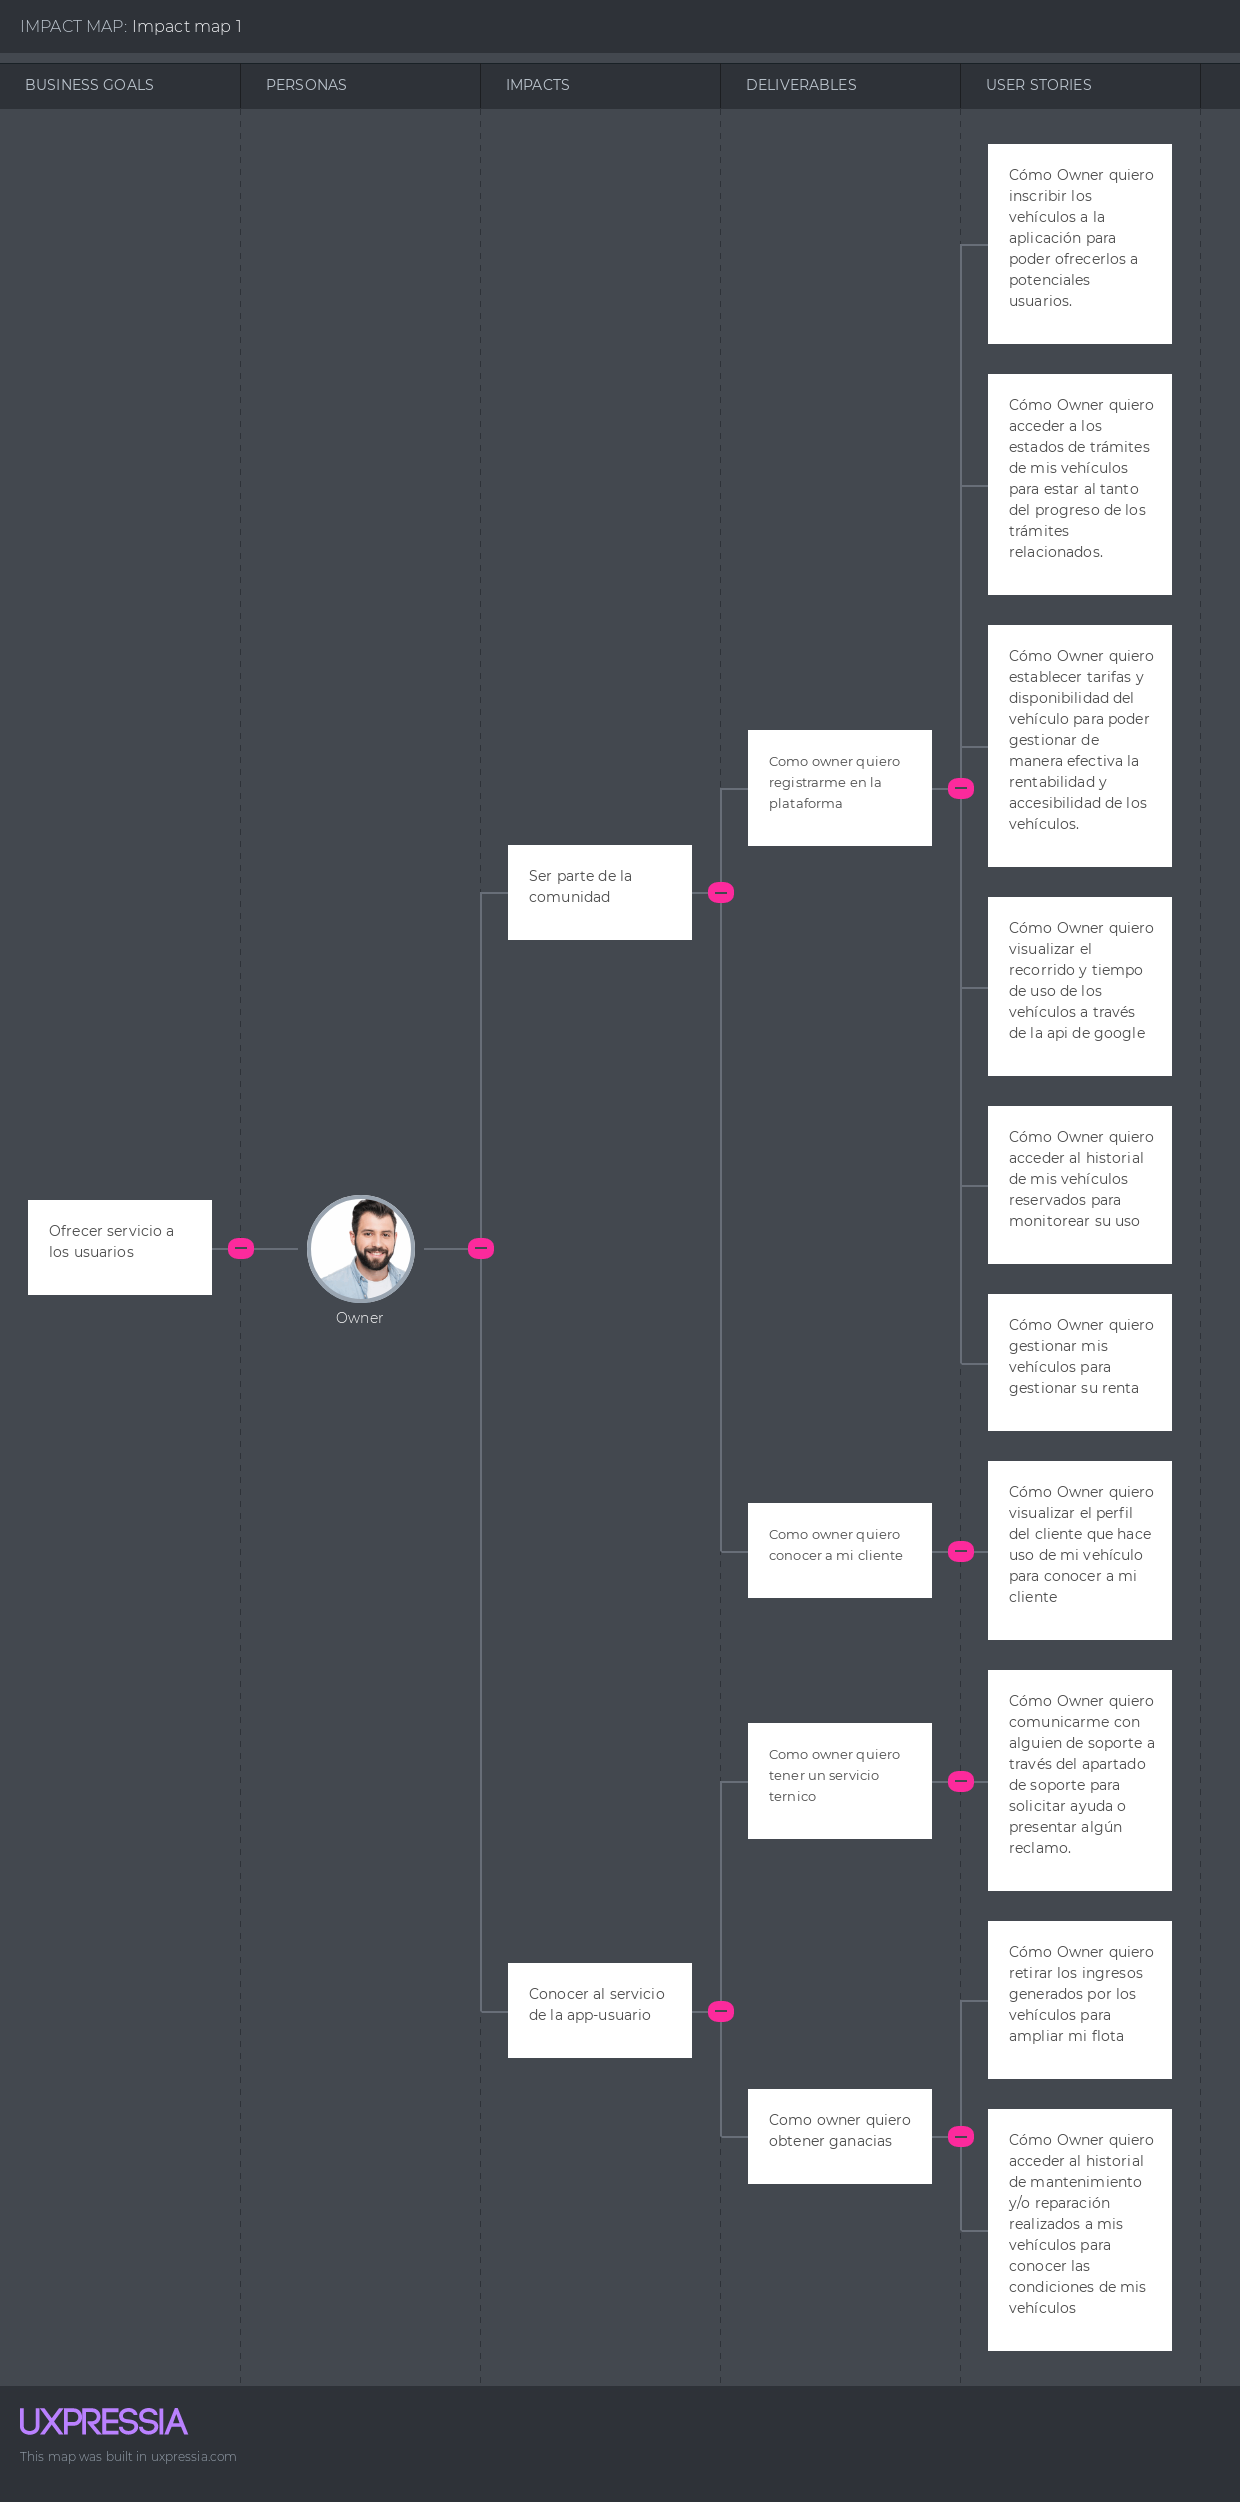 IMPACT MAP: Impact map 1
BUSINESS GOALS
PERSONAS
IMPACTS
DELIVERABLES
USER STORIES
Ofrecer servicio a
los usuarios
Owner
Ser parte de la
comunidad
Como owner quiero
registrarme en la
plataforma
Cómo Owner quiero
inscribir los
vehículos a la
aplicación para
poder ofrecerlos a
potenciales
usuarios.
Cómo Owner quiero
acceder a los
estados de trámites
de mis vehículos
para estar al tanto
del progreso de los
trámites
relacionados.
Cómo Owner quiero
establecer tarifas y
disponibilidad del
vehículo para poder
gestionar de
manera efectiva la
rentabilidad y
accesibilidad de los
vehículos.
Cómo Owner quiero
visualizar el
recorrido y tiempo
de uso de los
vehículos a través
de la api de google
Cómo Owner quiero
acceder al historial
de mis vehículos
reservados para
monitorear su uso
Cómo Owner quiero
gestionar mis
vehículos para
gestionar su renta
Como owner quiero
conocer a mi cliente
Cómo Owner quiero
visualizar el perfil
del cliente que hace
uso de mi vehículo
para conocer a mi
cliente
Conocer al servicio
de la app-usuario
Como owner quiero
tener un servicio
ternico
Cómo Owner quiero
comunicarme con
alguien de soporte a
través del apartado
de soporte para
solicitar ayuda o
presentar algún
reclamo.
Como owner quiero
obtener ganacias
Cómo Owner quiero
retirar los ingresos
generados por los
vehículos para
ampliar mi flota
Cómo Owner quiero
acceder al historial
de mantenimiento
y/o reparación
realizados a mis
vehículos para
conocer las
condiciones de mis
vehículos
UXPRESSIA
This map was built in uxpressia.com